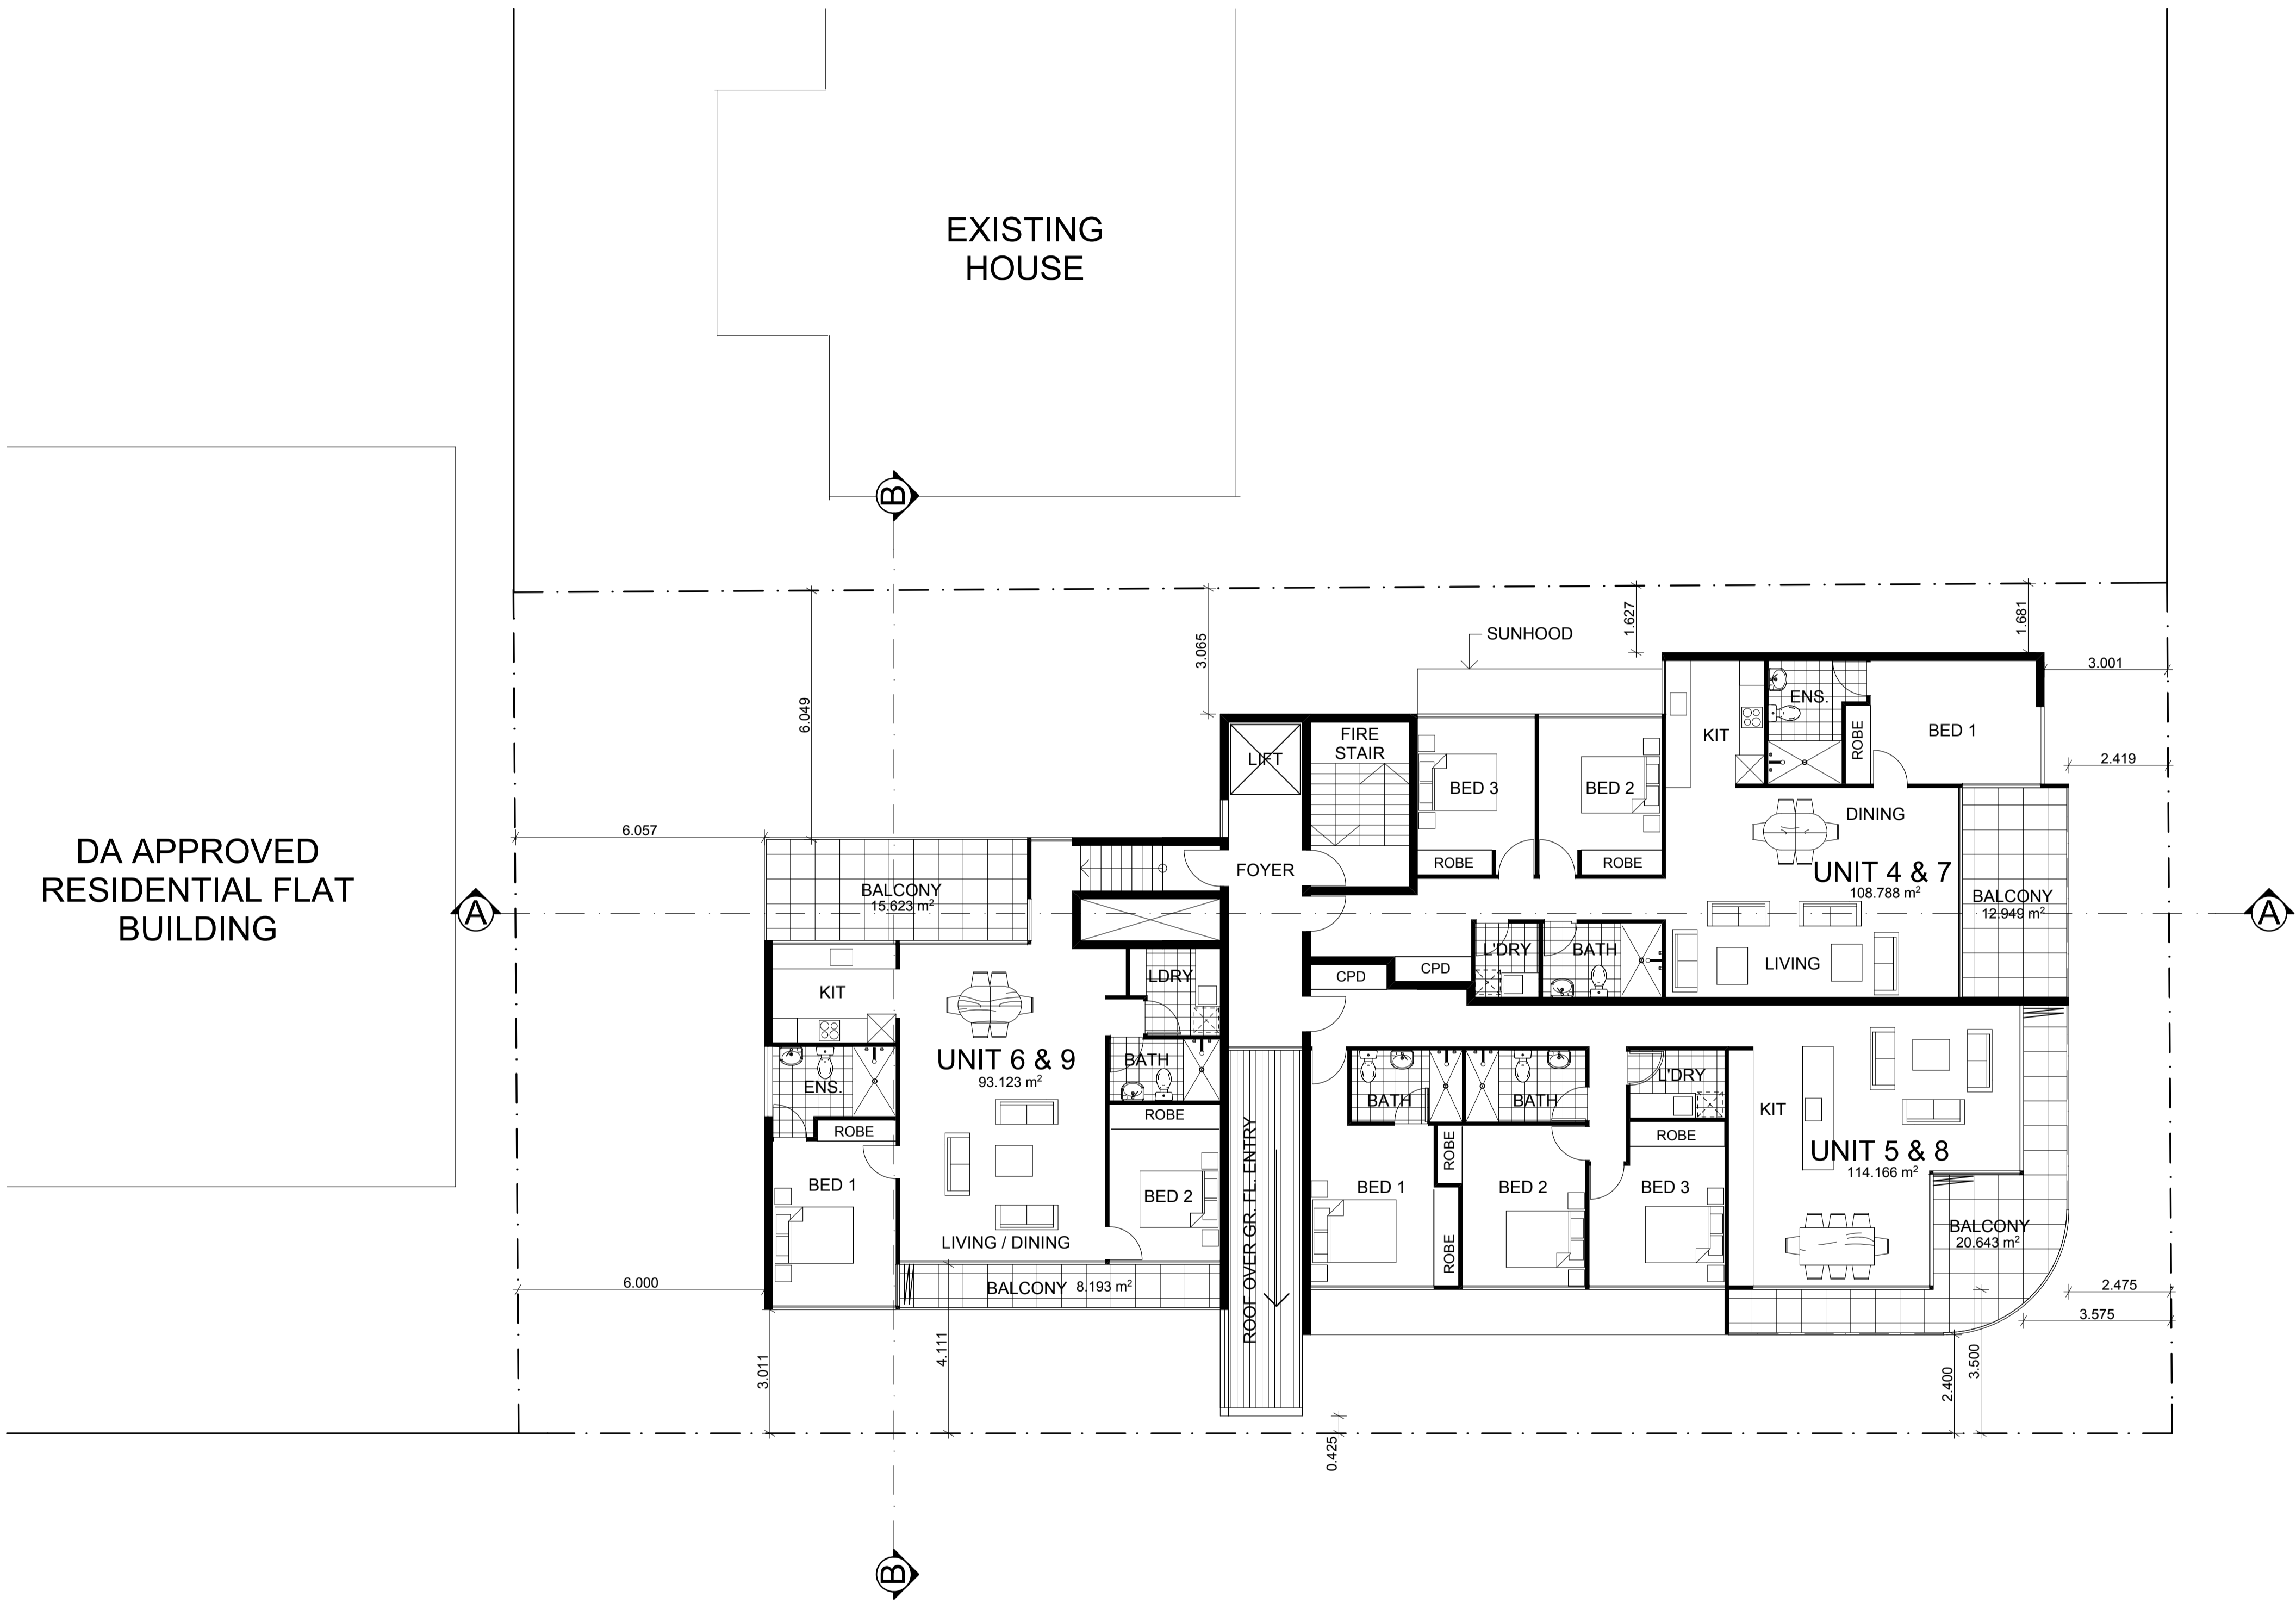 EXISTING
HOUSE
B
DA APPROVED
RESIDENTIAL FLAT
BUILDING
A
A
B
6.049
3.065
1.627
1.681
3.001
2.419
6.057
6.000
3.011
4.111
0.425
2.400
3.500
2.475
3.575
SUNHOOD
LIFT
FIRE
STAIR
FOYER
BED 3
BED 2
ROBE
ROBE
KIT
ENS.
ROBE
BED 1
DINING
UNIT 4 & 7
108.788 m²
BALCONY
12.949 m²
LIVING
L'DRY
BATH
CPD
CPD
BALCONY
15.623 m²
KIT
LDRY
UNIT 6 & 9
93.123 m²
BATH
ENS.
ROBE
ROBE
BED 1
BED 2
LIVING / DINING
BALCONY 8.193 m²
ROOF OVER GR. FL. ENTRY
BATH
BATH
L'DRY
ROBE
ROBE
ROBE
BED 1
BED 2
BED 3
KIT
UNIT 5 & 8
114.166 m²
BALCONY
20.643 m²